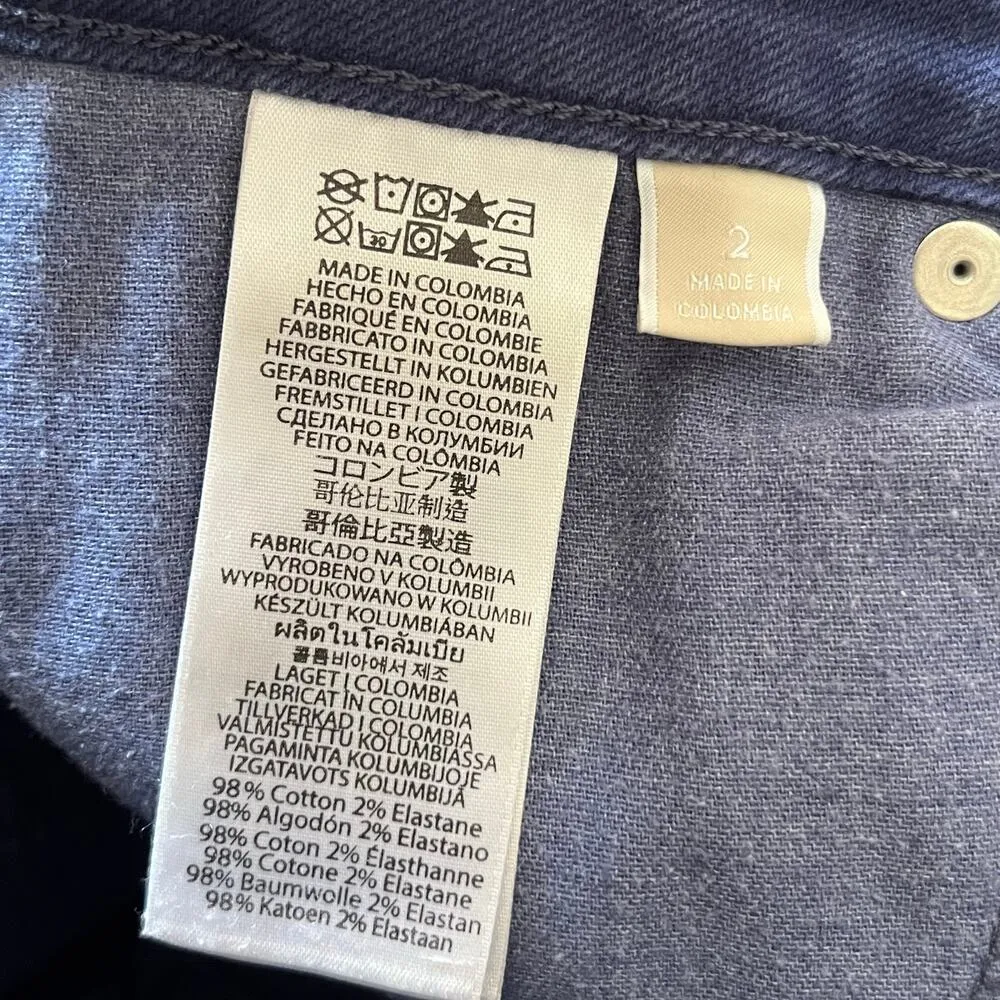 30
MADE IN COLOMBIA
HECHO EN COLOMBIA
FABRIQUÉ EN COLOMBIE
FABBRICATO IN COLOMBIA
HERGESTELLT IN KOLUMBIEN
GEFABRICEERD IN COLOMBIA
FREMSTILLET I COLOMBIA
СДЕЛАНО В КОЛУМБИИ
FEITO NA COLÔMBIA
コロンビア製
哥伦比亚制造
哥倫比亞製造
FABRICADO NA COLÔMBIA
VYROBENO V KOLUMBII
WYPRODUKOWANO W KOLUMBII
KÉSZÜLT KOLUMBIÁBAN
ผลิตในโคลัมเบีย
콜롬비아에서 제조
LAGET I COLOMBIA
FABRICAT ÎN COLUMBIA
TILLVERKAD I COLOMBIA
VALMISTETTU KOLUMBIASSA
PAGAMINTA KOLUMBIJOJE
IZGATAVOTS KOLUMBIJĀ
98% Cotton 2% Elastane
98% Algodón 2% Elastano
98% Coton 2% Élasthanne
98% Cotone 2% Elastane
98% Baumwolle 2% Elastan
98% Katoen 2% Elastaan
2
MADE IN
COLOMBIA